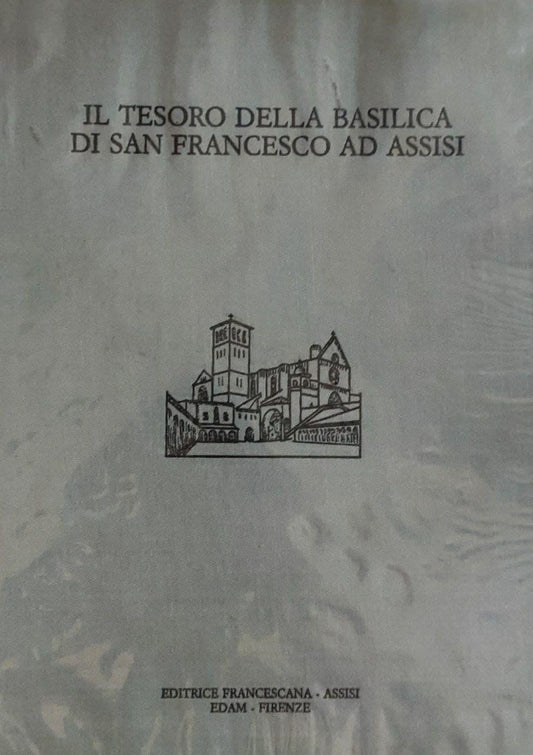 IL TESORO DELLA BASILICA
DI SAN FRANCESCO AD ASSISI
EDITRICE FRANCESCANA · ASSISI
EDAM · FIRENZE